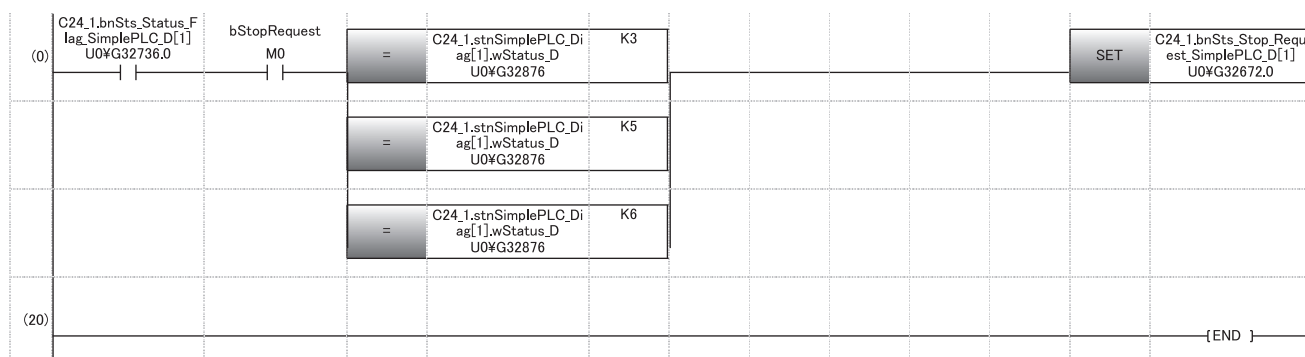 (0)
C24_1.bnSts_Status_F
lag_SimplePLC_D[1]
U0¥G32736.0
bStopRequest
M0
=
C24_1.stnSimplePLC_Di
ag[1].wStatus_D
U0¥G32876
K3
SET
C24_1.bnSts_Stop_Requ
est_SimplePLC_D[1]
U0¥G32672.0
=
C24_1.stnSimplePLC_Di
ag[1].wStatus_D
U0¥G32876
K5
=
C24_1.stnSimplePLC_Di
ag[1].wStatus_D
U0¥G32876
K6
(20)
[END ]